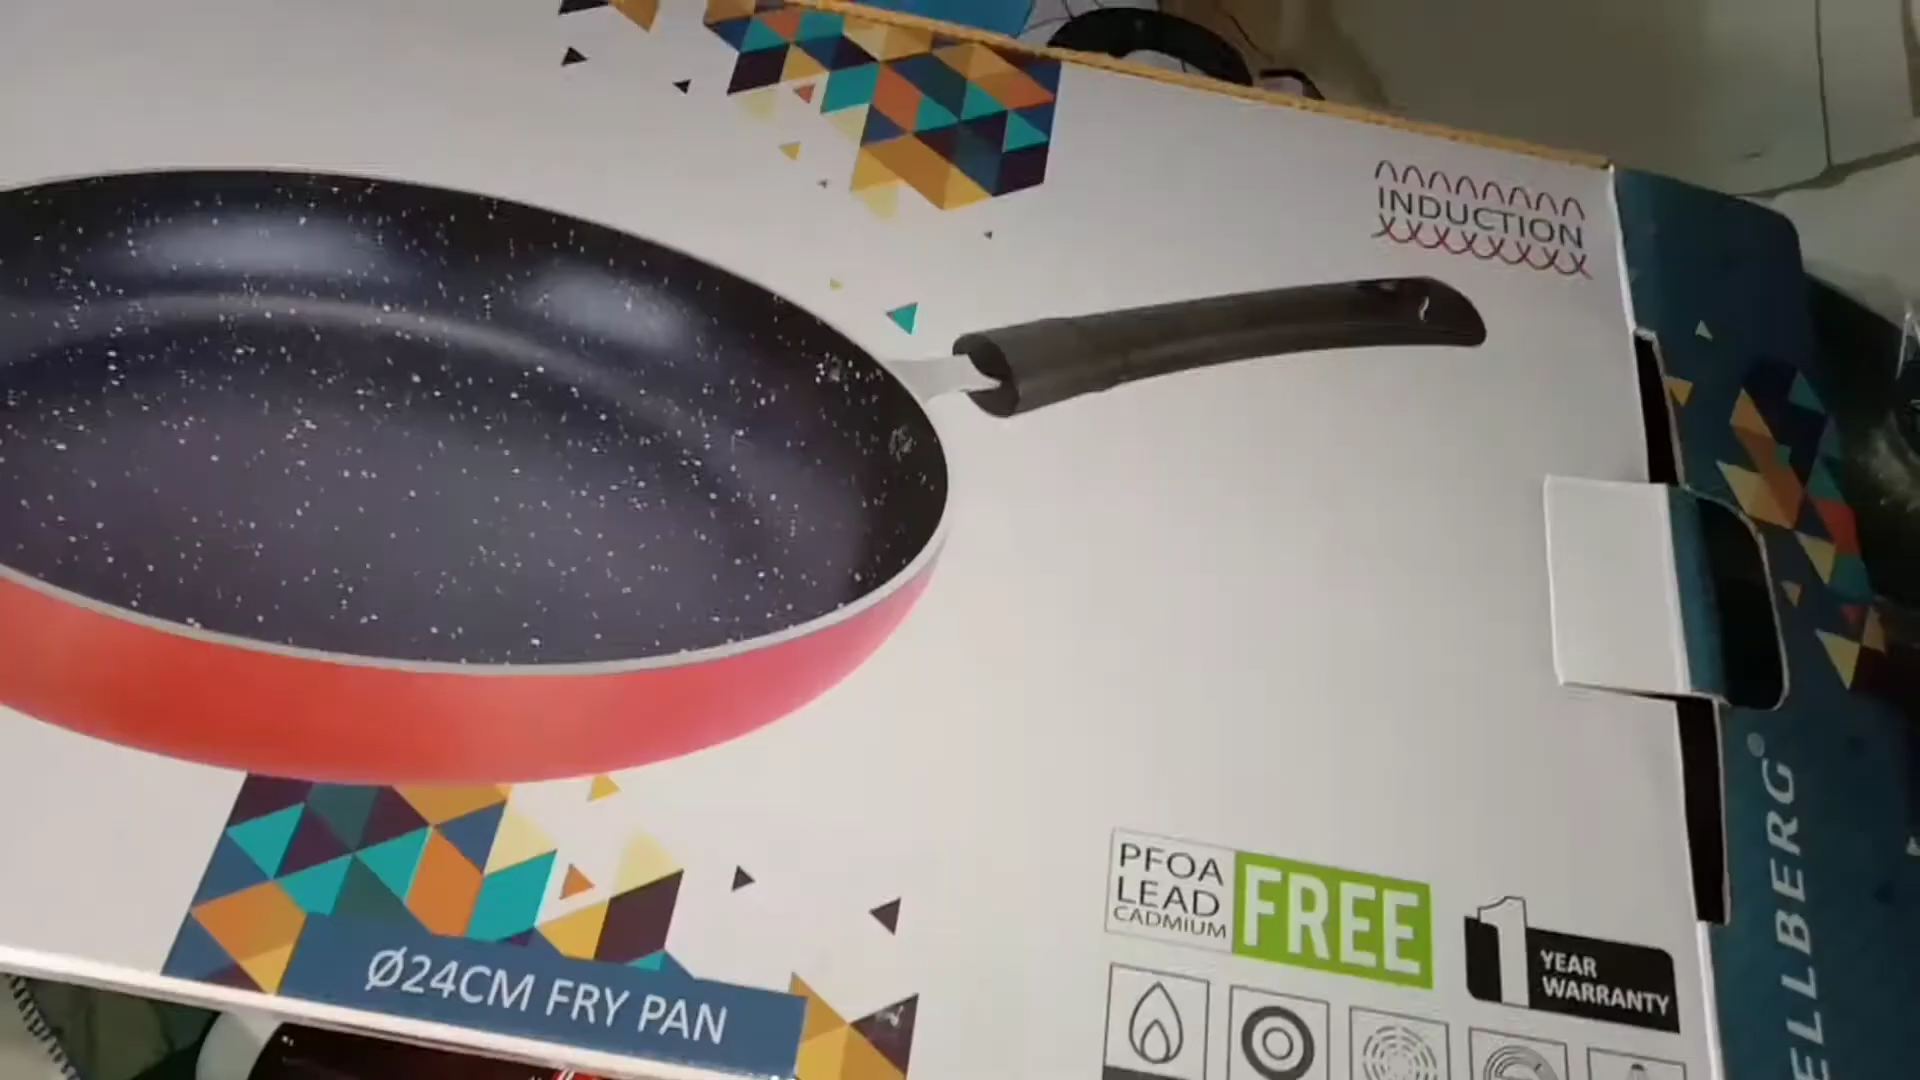 INDUCTION
PFOA
LEAD
CADMIUM
FREE
1 YEAR
WARRANTY
Ø24CM FRY PAN
ELLBERG®